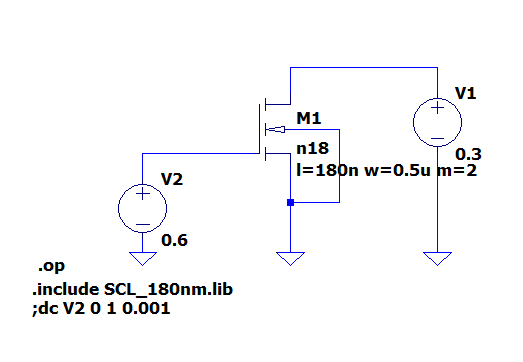 V1
M1
n18
0.3
l=180n w=0.5u m=2
V2
0.6
.op
.include SCL_180nm.lib
;dc V2 0 1 0.001